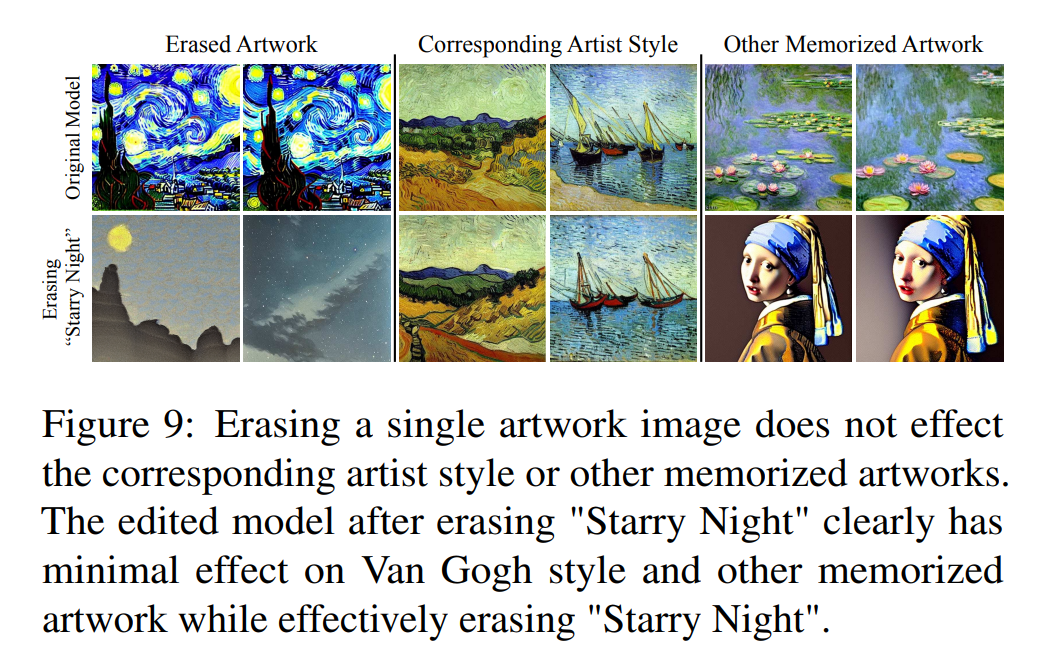 Erased Artwork
Corresponding Artist Style
Other Memorized Artwork
Original Model
Erasing
“Starry Night”
Figure 9: Erasing a single artwork image does not effect
the corresponding artist style or other memorized artworks.
The edited model after erasing "Starry Night" clearly has
minimal effect on Van Gogh style and other memorized
artwork while effectively erasing "Starry Night".